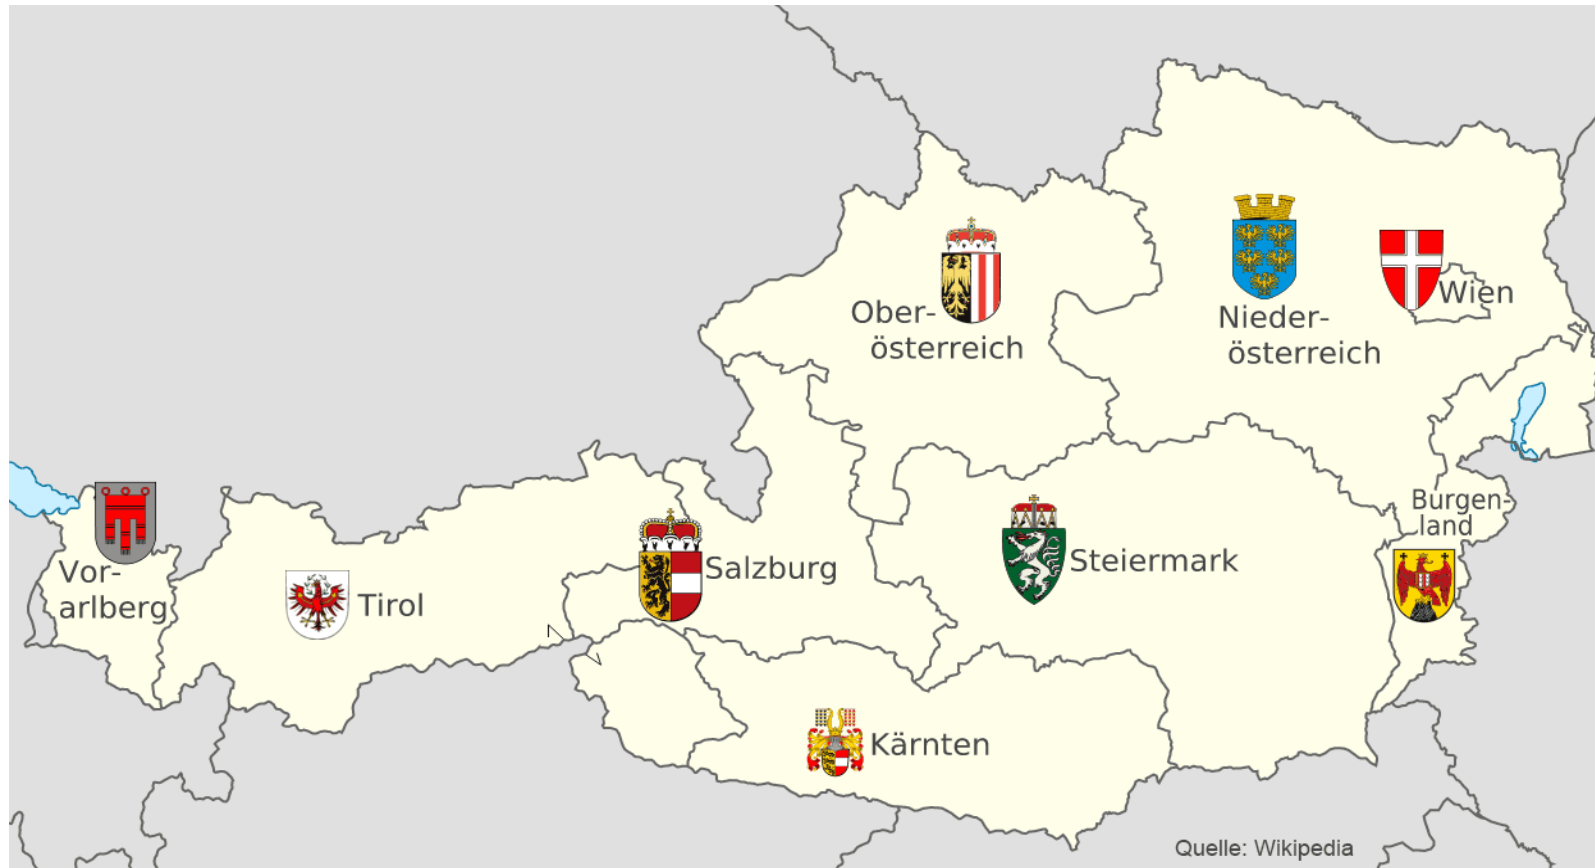 Ober-
österreich
Nieder-
österreich
Wien
Burgen-
land
Vor-
arlberg
Tirol
Salzburg
Steiermark
Kärnten
Quelle: Wikipedia